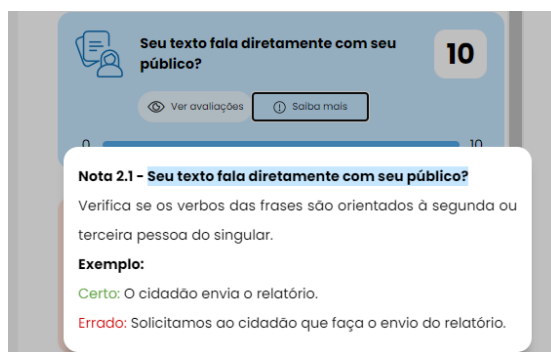 Seu texto fala diretamente com seu
público?
10
Ver avaliações
Saiba mais
0
10
Nota 2.1 - Seu texto fala diretamente com seu público?
Verifica se os verbos das frases são orientados à segunda ou
terceira pessoa do singular.
Exemplo:
Certo: O cidadão envia o relatório.
Errado: Solicitamos ao cidadão que faça o envio do relatório.